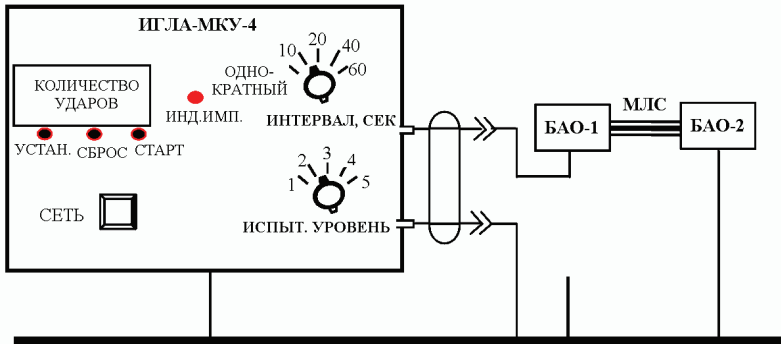 ИГЛА-МКУ-4
КОЛИЧЕСТВО
УДАРОВ
УСТАН.
СБРОС
СТАРТ
ИНД.ИМП.
ОДНО-
КРАТНЫЙ
10
20
40
60
ИНТЕРВАЛ, СЕК
1
2
3
4
5
ИСПЫТ. УРОВЕНЬ
СЕТЬ
БАО-1
МЛС
БАО-2